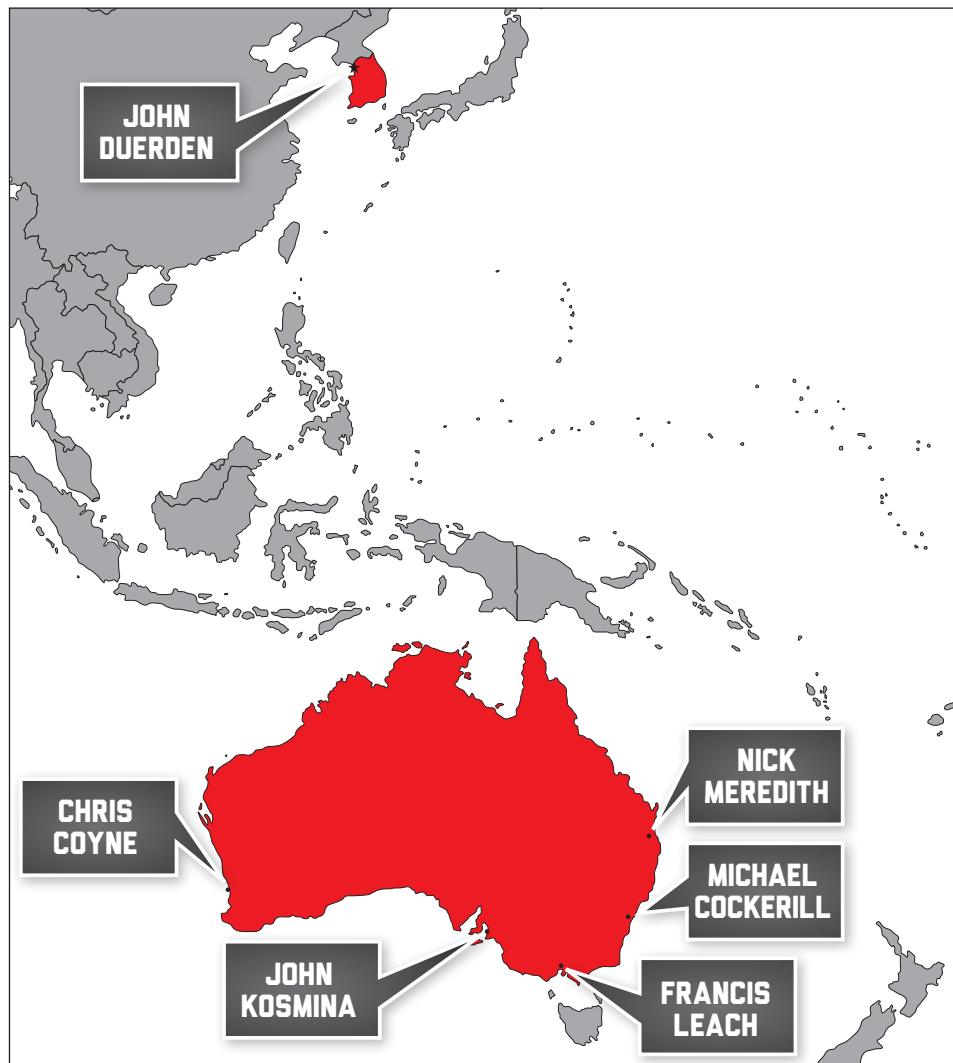 JOHN
DUERDEN
NICK
MEREDITH
CHRIS
COYNE
MICHAEL
COCKERILL
JOHN
KOSMINA
FRANCIS
LEACH